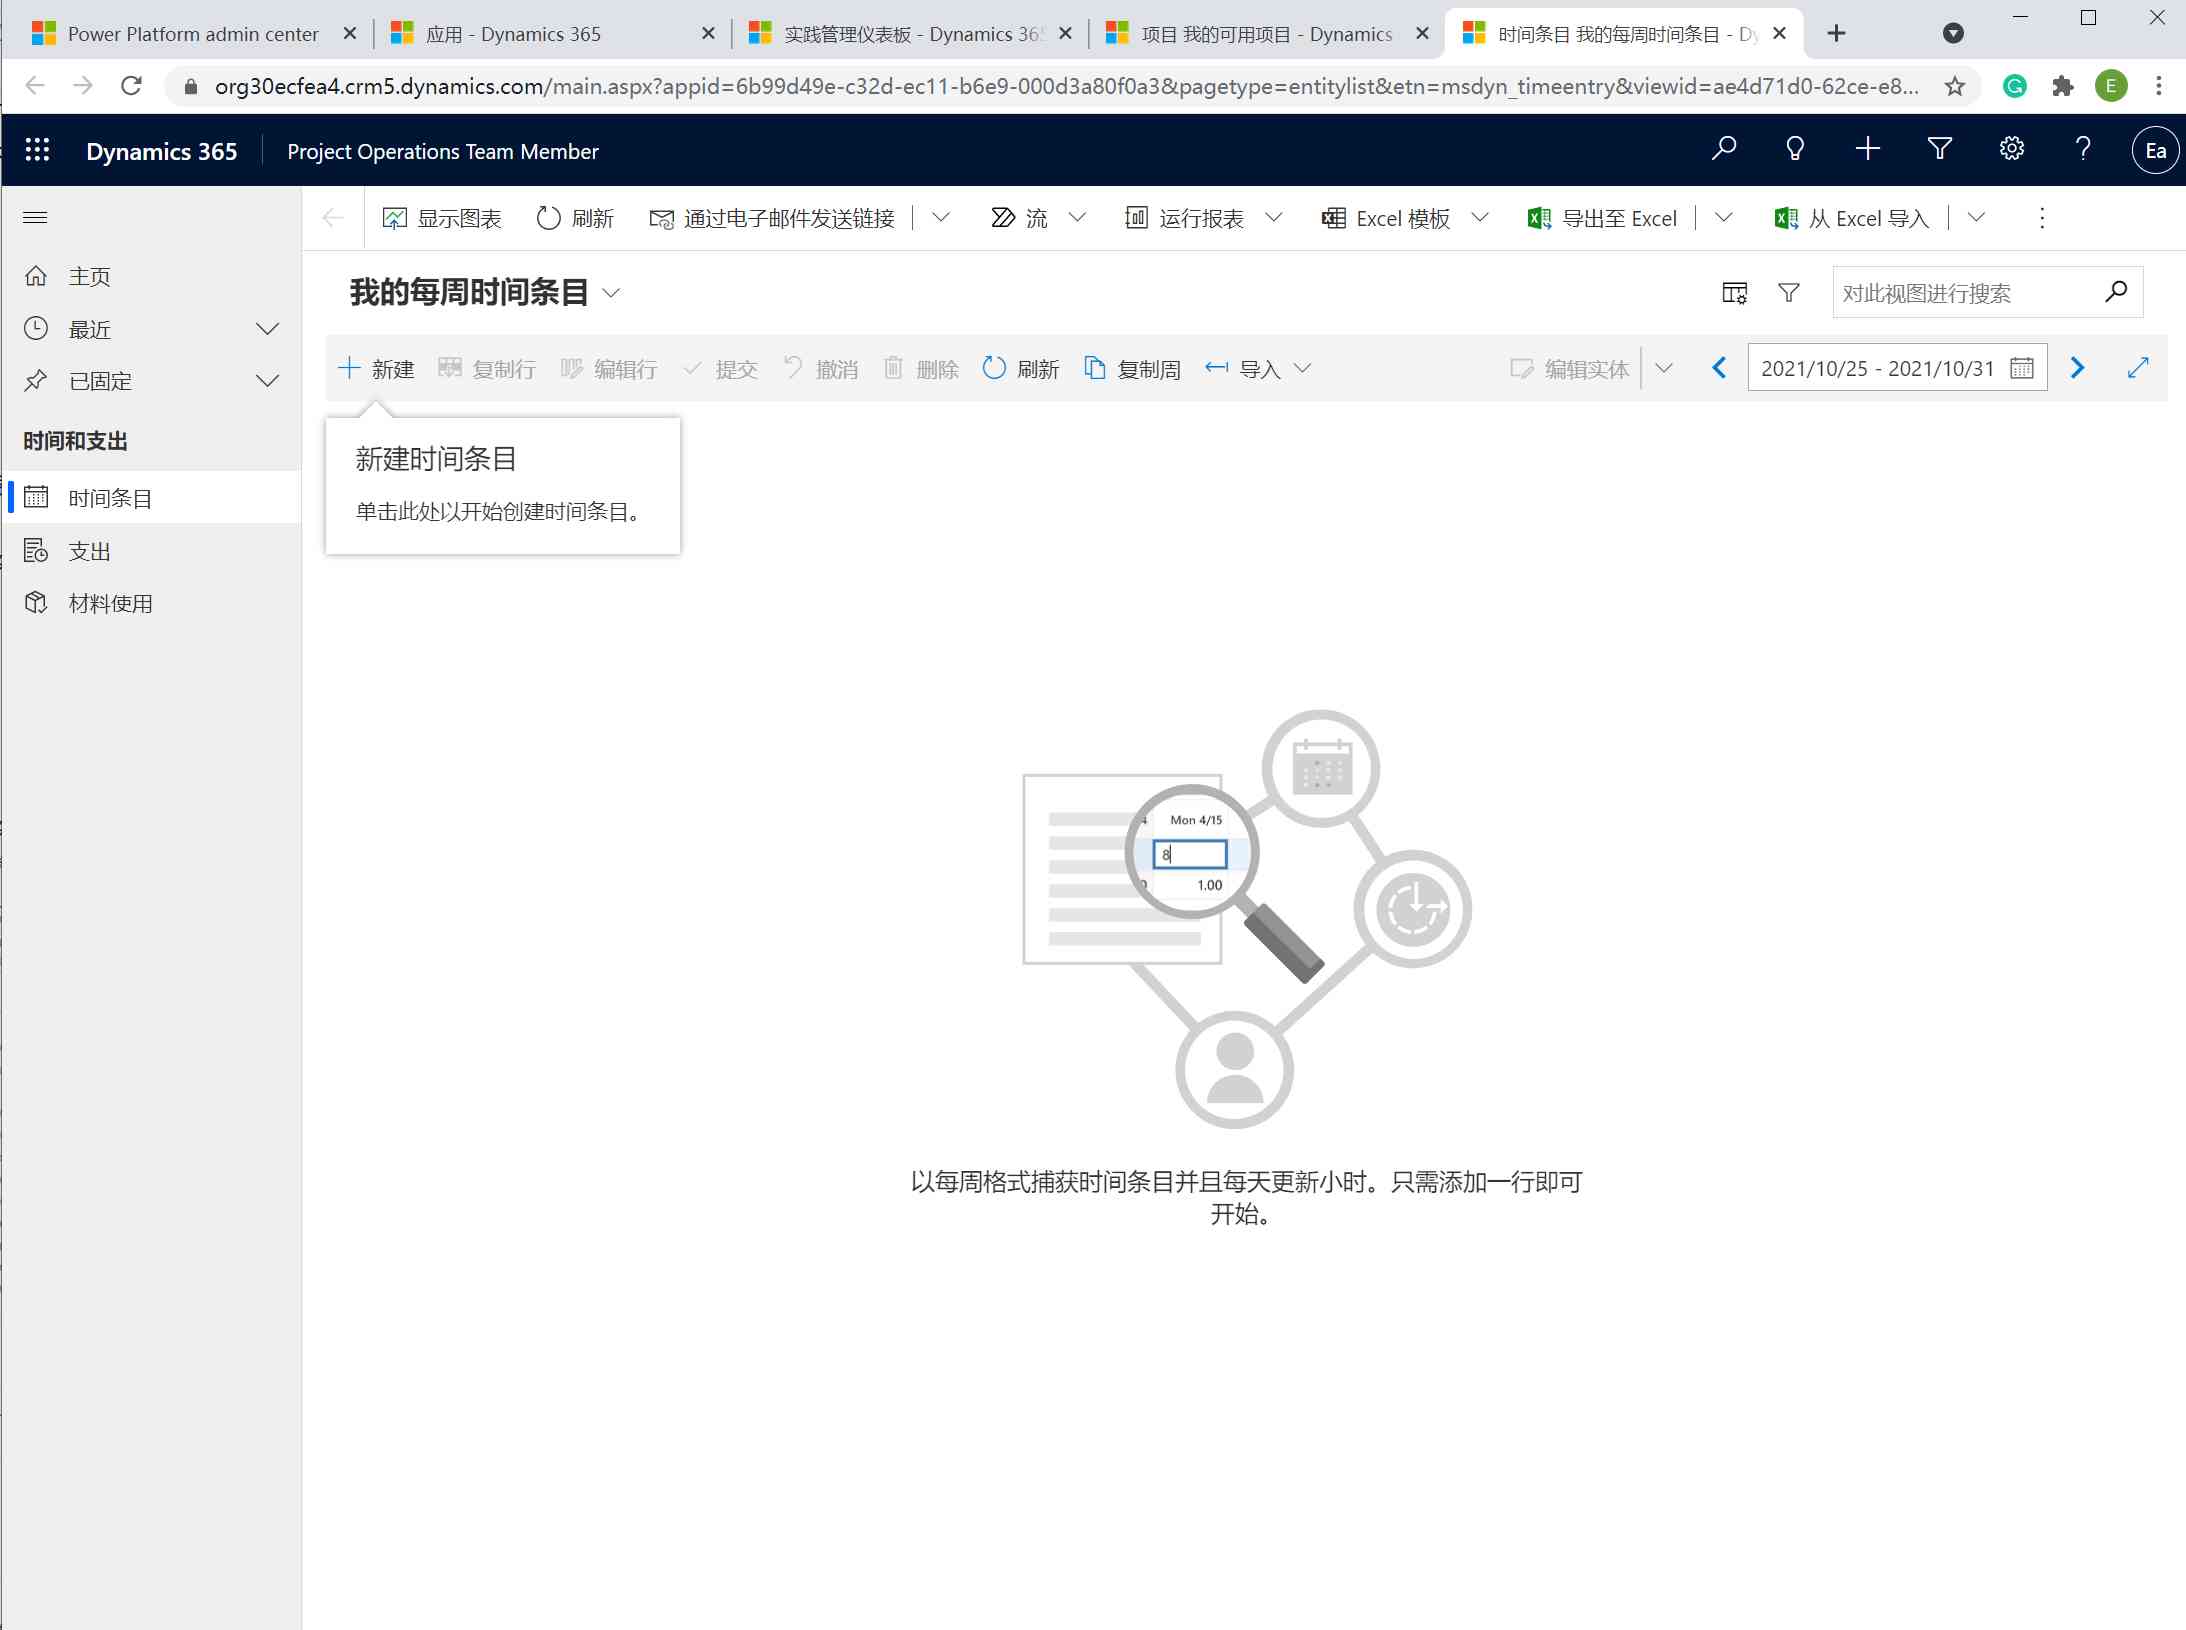 Power Platform admin center
应用 - Dynamics 365
实践管理仪表板 - Dynamics 365
项目 我的可用项目 - Dynamics
时间条目 我的每周时间条目 - Dy
org30ecfea4.crm5.dynamics.com/main.aspx?appid=6b99d49e-c32d-ec11-b6e9-000d3a80f0a3&pagetype=entitylist&etn=msdyn_timeentry&viewid=ae4d71d0-62ce-e8...
E
Dynamics 365
Project Operations Team Member
Ea
显示图表
刷新
通过电子邮件发送链接
流
运行报表
Excel 模板
导出至 Excel
从 Excel 导入
主页
最近
已固定
时间和支出
时间条目
支出
材料使用
我的每周时间条目
对此视图进行搜索
新建
复制行
编辑行
提交
撤消
删除
刷新
复制周
导入
编辑实体
2021/10/25 - 2021/10/31
新建时间条目
单击此处以开始创建时间条目。
4 Mon 4/15
8
0 1.00
以每周格式捕获时间条目并且每天更新小时。只需添加一行即可
开始。